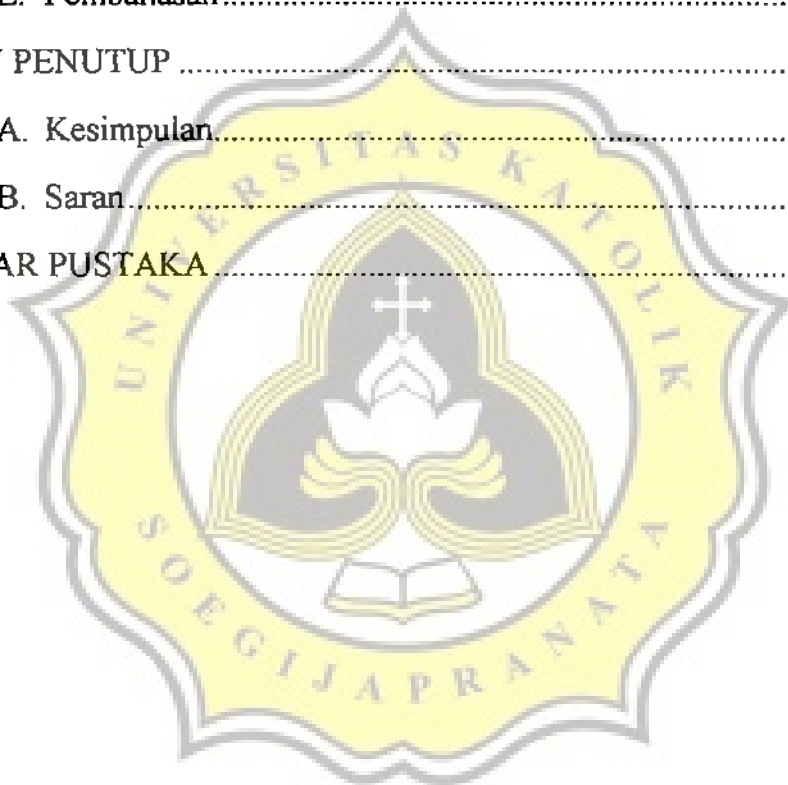 E. Pembahasan
PENUTUP
A. Kesimpulan
B. Saran
AR PUSTAKA
UNIVERSITAS KATOLIK
SOEGIJAPRANATA